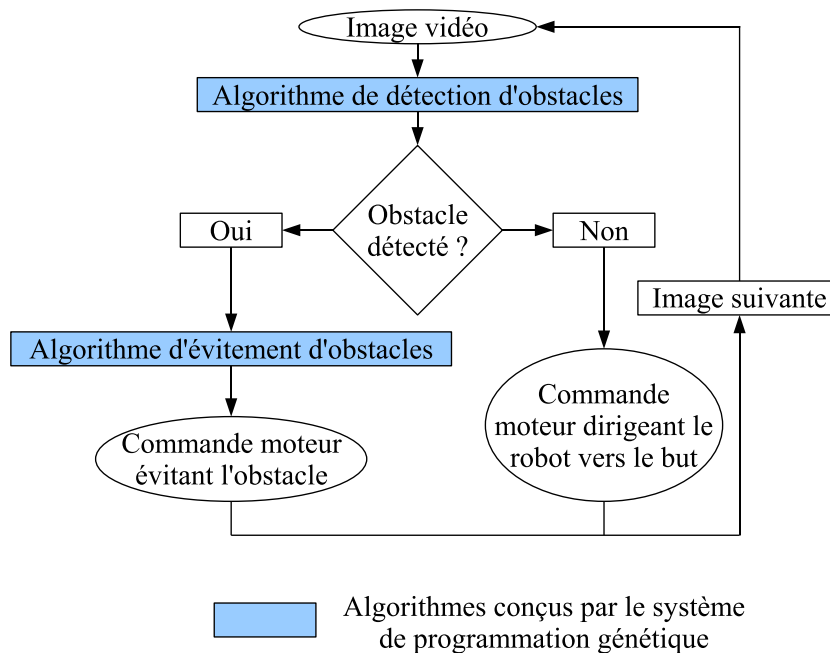 Image vidéo
Algorithme de détection d'obstacles
Obstacle
détecté ?
Oui
Non
Image suivante
Algorithme d'évitement d'obstacles
Commande
moteur dirigeant le
robot vers le but
Commande moteur
évitant l'obstacle
Algorithmes conçus par le système
de programmation génétique